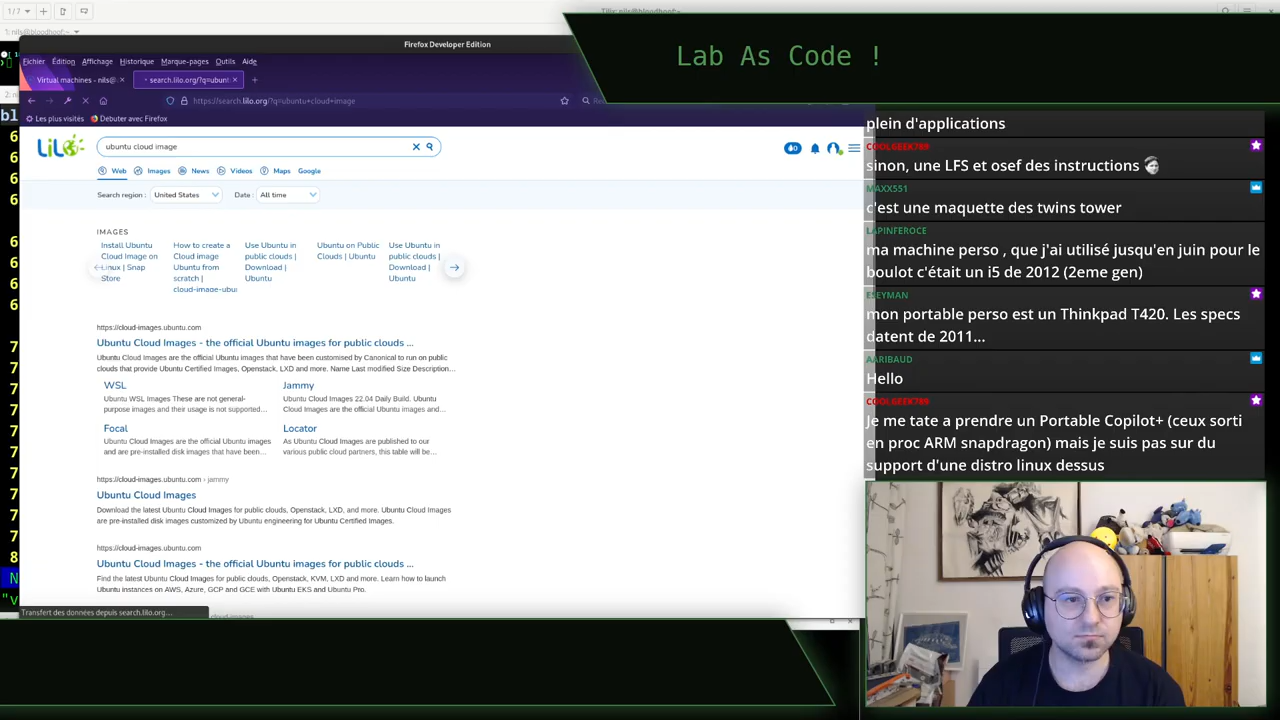 1 / 7
Tilix: nils@bloodhoof:~
1: nils@bloodhoof:~
Firefox Developer Edition
Fichier Édition Affichage Historique Marque-pages Outils Aide
Virtual machines - nils@
search.lilo.org/?q=ubunt
https://search.lilo.org/?q=ubuntu+cloud+image
Les plus visités
Debuter avec Firefox
LiLO
ubuntu cloud image
Web Images News Videos Maps Google
Search region : United States Date : All time
IMAGES
Install Ubuntu
Cloud Image on
Linux | Snap
Store
How to create a
Cloud image
Ubuntu from
scratch |
cloud-image-ubu
Use Ubuntu in
public clouds |
Download |
Ubuntu
Ubuntu on Public
Clouds | Ubuntu
Use Ubuntu in
public clouds |
Download |
Ubuntu
https://cloud-images.ubuntu.com
Ubuntu Cloud Images - the official Ubuntu images for public clouds ...
Ubuntu Cloud Images are the official Ubuntu images that have been customised by Canonical to run on public
clouds that provide Ubuntu Certified Images, Openstack, LXD and more. Name Last modified Size Description…
WSL
Ubuntu WSL Images These are not general-
purpose images and their usage is not supported…
Jammy
Ubuntu Cloud Images 22.04 Daily Build. Ubuntu
Cloud Images are the official Ubuntu images and…
Focal
Ubuntu Cloud Images are the official Ubuntu images
and are pre-installed disk images that have been…
Locator
As Ubuntu Cloud Images are published to our
various public cloud partners, this table will be…
https://cloud-images.ubuntu.com › jammy
Ubuntu Cloud Images
Download the latest Ubuntu Cloud Images for public clouds, Openstack, LXD, and more. Ubuntu Cloud Images
are pre-installed disk images customized by Ubuntu engineering for Ubuntu Certified Images.
https://cloud-images.ubuntu.com
Ubuntu Cloud Images - the official Ubuntu images for public clouds ...
Find the latest Ubuntu Cloud Images for public clouds, Openstack, KVM, LXD and more. Learn how to launch
Ubuntu instances on AWS, Azure, GCP and GCE with Ubuntu EKS and Ubuntu Pro.
Transfert des données depuis search.lilo.org…
Lab As Code !
plein d'applications
COOLGEEK789
sinon, une LFS et osef des instructions
MAXX551
c'est une maquette des twins tower
LAPINFEROCE
ma machine perso , que j'ai utilisé jusqu'en juin pour le
boulot c'était un i5 de 2012 (2eme gen)
ESEYMAN
mon portable perso est un Thinkpad T420. Les specs
datent de 2011...
AARIBAUD
Hello
COOLGEEK789
Je me tate a prendre un Portable Copilot+ (ceux sorti
en proc ARM snapdragon) mais je suis pas sur du
support d'une distro linux dessus